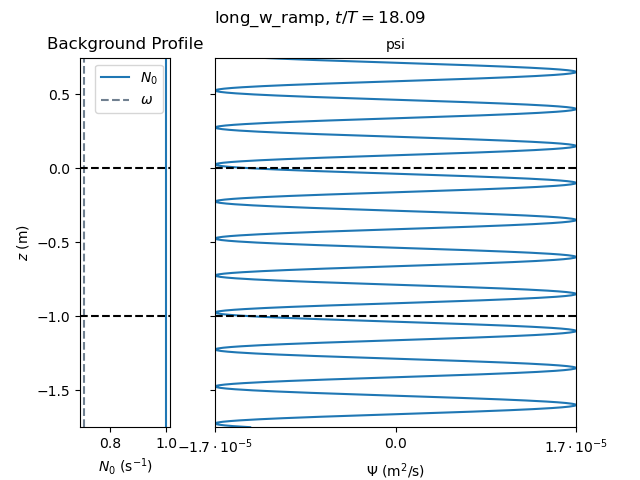 long_w_ramp, t/T = 18.09
Background Profile
psi
N₀
ω
0.5
0.0
−0.5
−1.0
−1.5
z (m)
0.8
1.0
−1.7 · 10⁻⁵
0.0
1.7 · 10⁻⁵
N₀ (s⁻¹)
Ψ (m²/s)